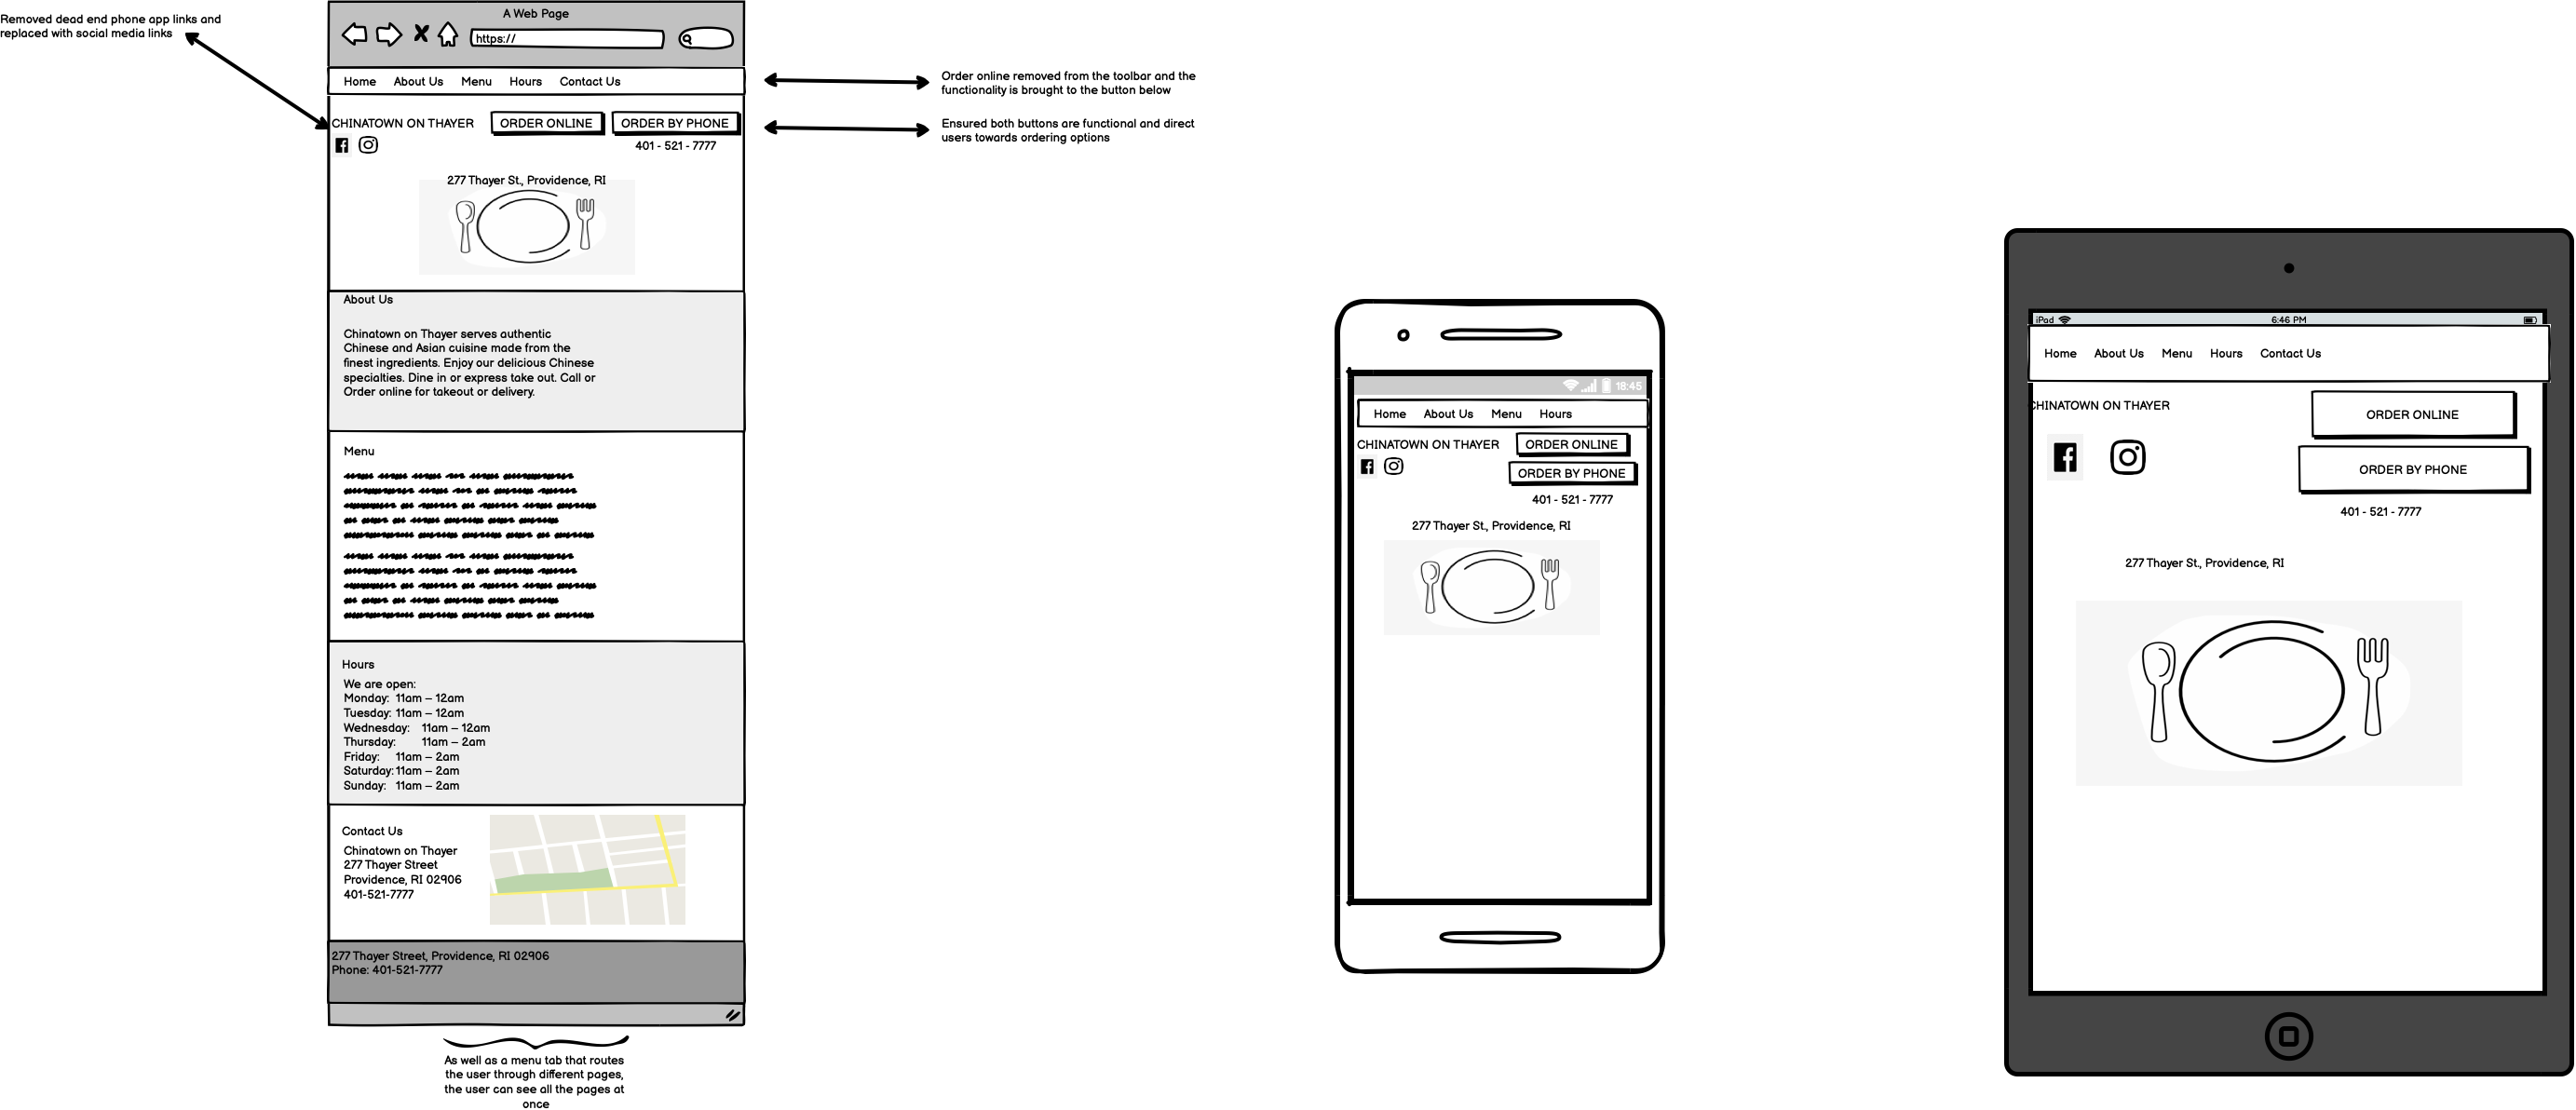 Removed dead end phone app links and
replaced with social media links
A Web Page
https://
Home About Us Menu Hours Contact Us
Order online removed from the toolbar and the
functionality is brought to the button below
CHINATOWN ON THAYER ORDER ONLINE ORDER BY PHONE
401 - 521 - 7777
Ensured both buttons are functional and direct
users towards ordering options
277 Thayer St., Providence, RI
About Us
Chinatown on Thayer serves authentic
Chinese and Asian cuisine made from the
finest ingredients. Enjoy our delicious Chinese
specialties. Dine in or express take out. Call or
Order online for takeout or delivery.
Menu
Hours
We are open:
Monday: 11am – 12am
Tuesday: 11am – 12am
Wednesday: 11am – 12am
Thursday: 11am – 2am
Friday: 11am – 2am
Saturday: 11am – 2am
Sunday: 11am – 2am
Contact Us
Chinatown on Thayer
277 Thayer Street
Providence, RI 02906
401-521-7777
277 Thayer Street, Providence, RI 02906
Phone: 401-521-7777
As well as a menu tab that routes
the user through different pages,
the user can see all the pages at
once
18:45
Home About Us Menu Hours
CHINATOWN ON THAYER ORDER ONLINE
ORDER BY PHONE
401 - 521 - 7777
277 Thayer St., Providence, RI
iPad 6:46 PM
Home About Us Menu Hours Contact Us
CHINATOWN ON THAYER
ORDER ONLINE
ORDER BY PHONE
401 - 521 - 7777
277 Thayer St., Providence, RI